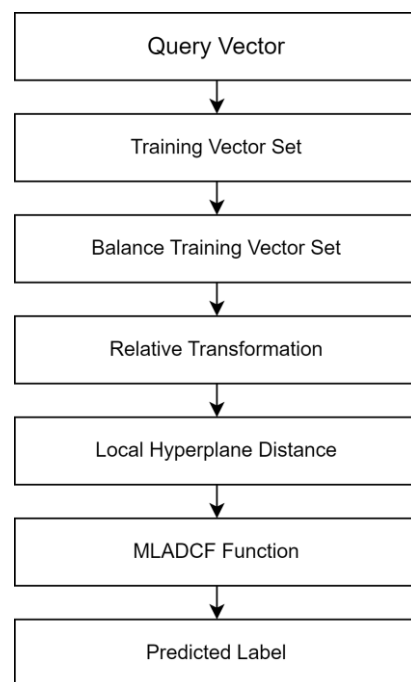 Query Vector
Training Vector Set
Balance Training Vector Set
Relative Transformation
Local Hyperplane Distance
MLADCF Function
Predicted Label